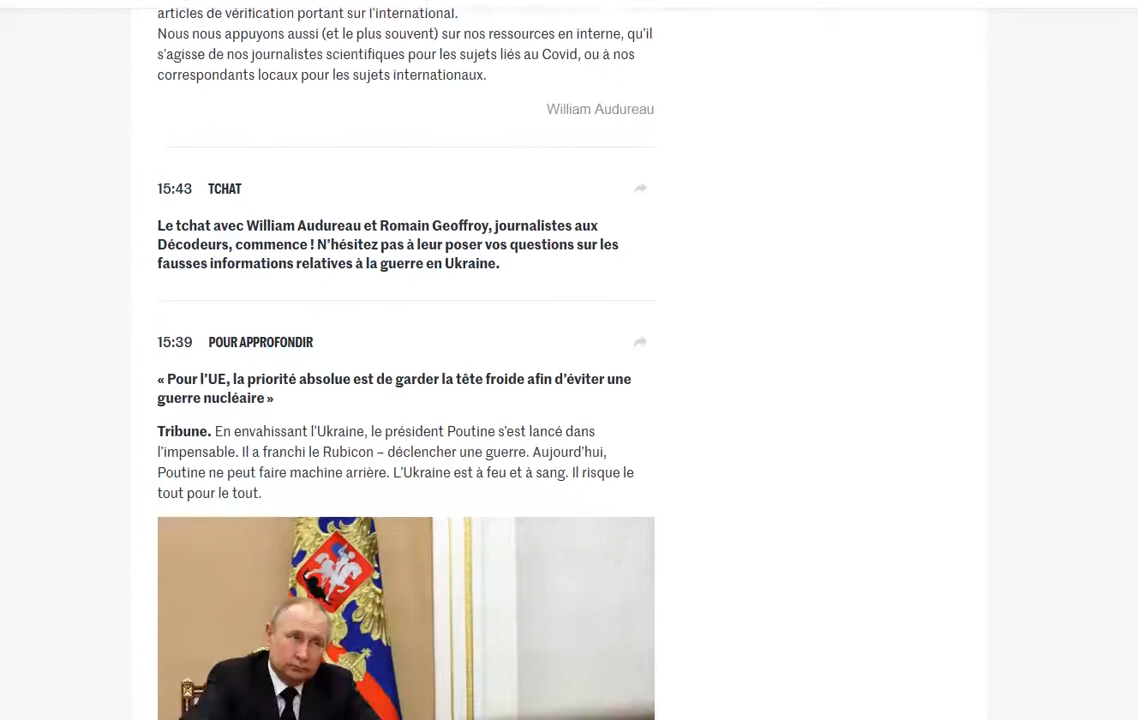 articles de vérification portant sur l'international.
Nous nous appuyons aussi (et le plus souvent) sur nos ressources en interne, qu'il
s'agisse de nos journalistes scientifiques pour les sujets liés au Covid, ou à nos
correspondants locaux pour les sujets internationaux.
William Audureau
15:43 TCHAT
Le tchat avec William Audureau et Romain Geoffroy, journalistes aux
Décodeurs, commence ! N'hésitez pas à leur poser vos questions sur les
fausses informations relatives à la guerre en Ukraine.
15:39 POUR APPROFONDIR
« Pour l'UE, la priorité absolue est de garder la tête froide afin d'éviter une
guerre nucléaire »
Tribune. En envahissant l'Ukraine, le président Poutine s'est lancé dans
l'impensable. Il a franchi le Rubicon – déclencher une guerre. Aujourd'hui,
Poutine ne peut faire machine arrière. L'Ukraine est à feu et à sang. Il risque le
tout pour le tout.